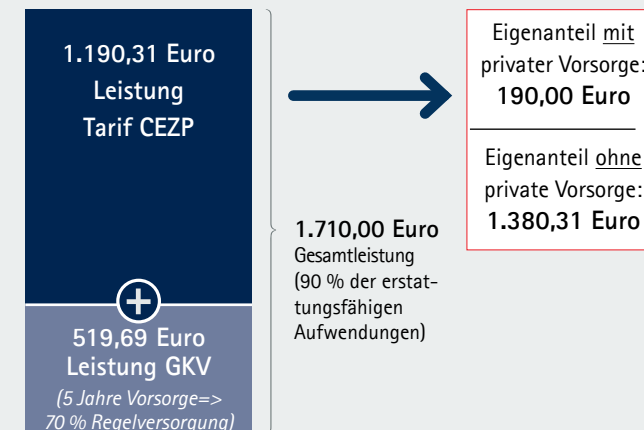 1.190,31 Euro
Leistung
Tarif CEZP
+
519,69 Euro
Leistung GKV
(5 Jahre Vorsorge=>
70 % Regelversorgung)
1.710,00 Euro
Gesamtleistung
(90 % der erstat-
tungsfähigen
Aufwendungen)
Eigenanteil mit
privater Vorsorge:
190,00 Euro
Eigenanteil ohne
private Vorsorge:
1.380,31 Euro